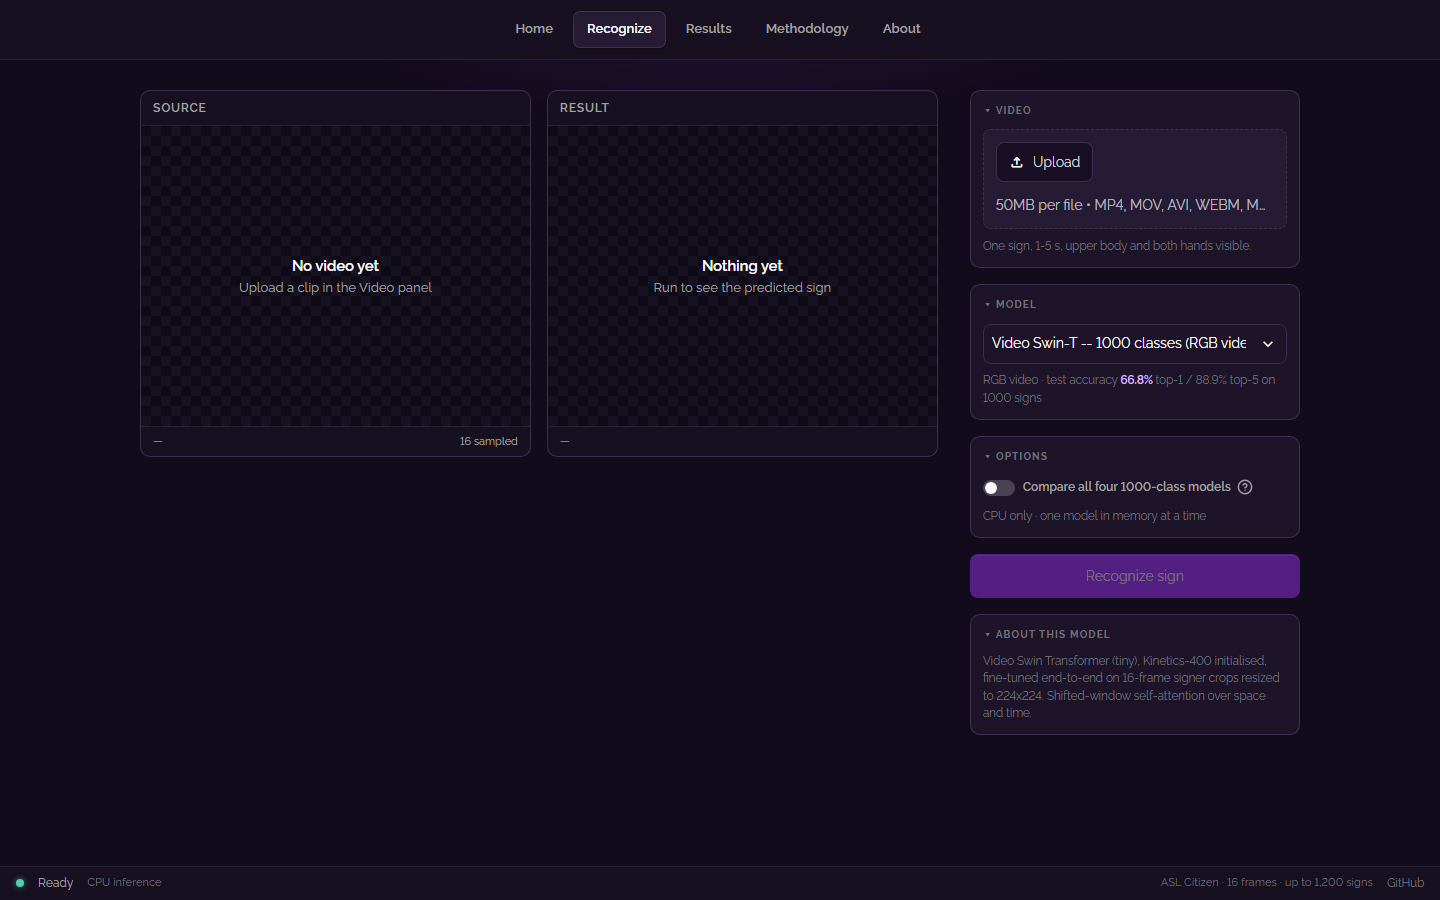 Home
Recognize
Results
Methodology
About
SOURCE
No video yet
Upload a clip in the Video panel
—
16 sampled
RESULT
Nothing yet
Run to see the predicted sign
—
VIDEO
Upload
50MB per file • MP4, MOV, AVI, WEBM, M...
One sign, 1-5 s, upper body and both hands visible.
MODEL
Video Swin-T -- 1000 classes (RGB vide
RGB video · test accuracy 66.8% top-1 / 88.9% top-5 on
1000 signs
OPTIONS
Compare all four 1000-class models
CPU only · one model in memory at a time
Recognize sign
ABOUT THIS MODEL
Video Swin Transformer (tiny), Kinetics-400 initialised,
fine-tuned end-to-end on 16-frame signer crops resized
to 224x224. Shifted-window self-attention over space
and time.
Ready
CPU inference
ASL Citizen · 16 frames · up to 1,200 signs
GitHub